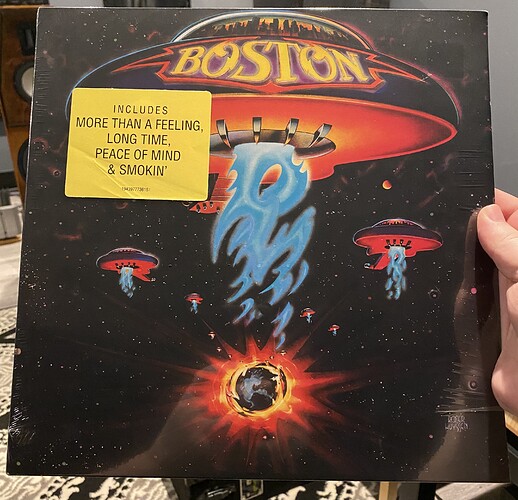 BOSTON
INCLUDES
MORE THAN A FEELING,
LONG TIME,
PEACE OF MIND
& SMOKIN'